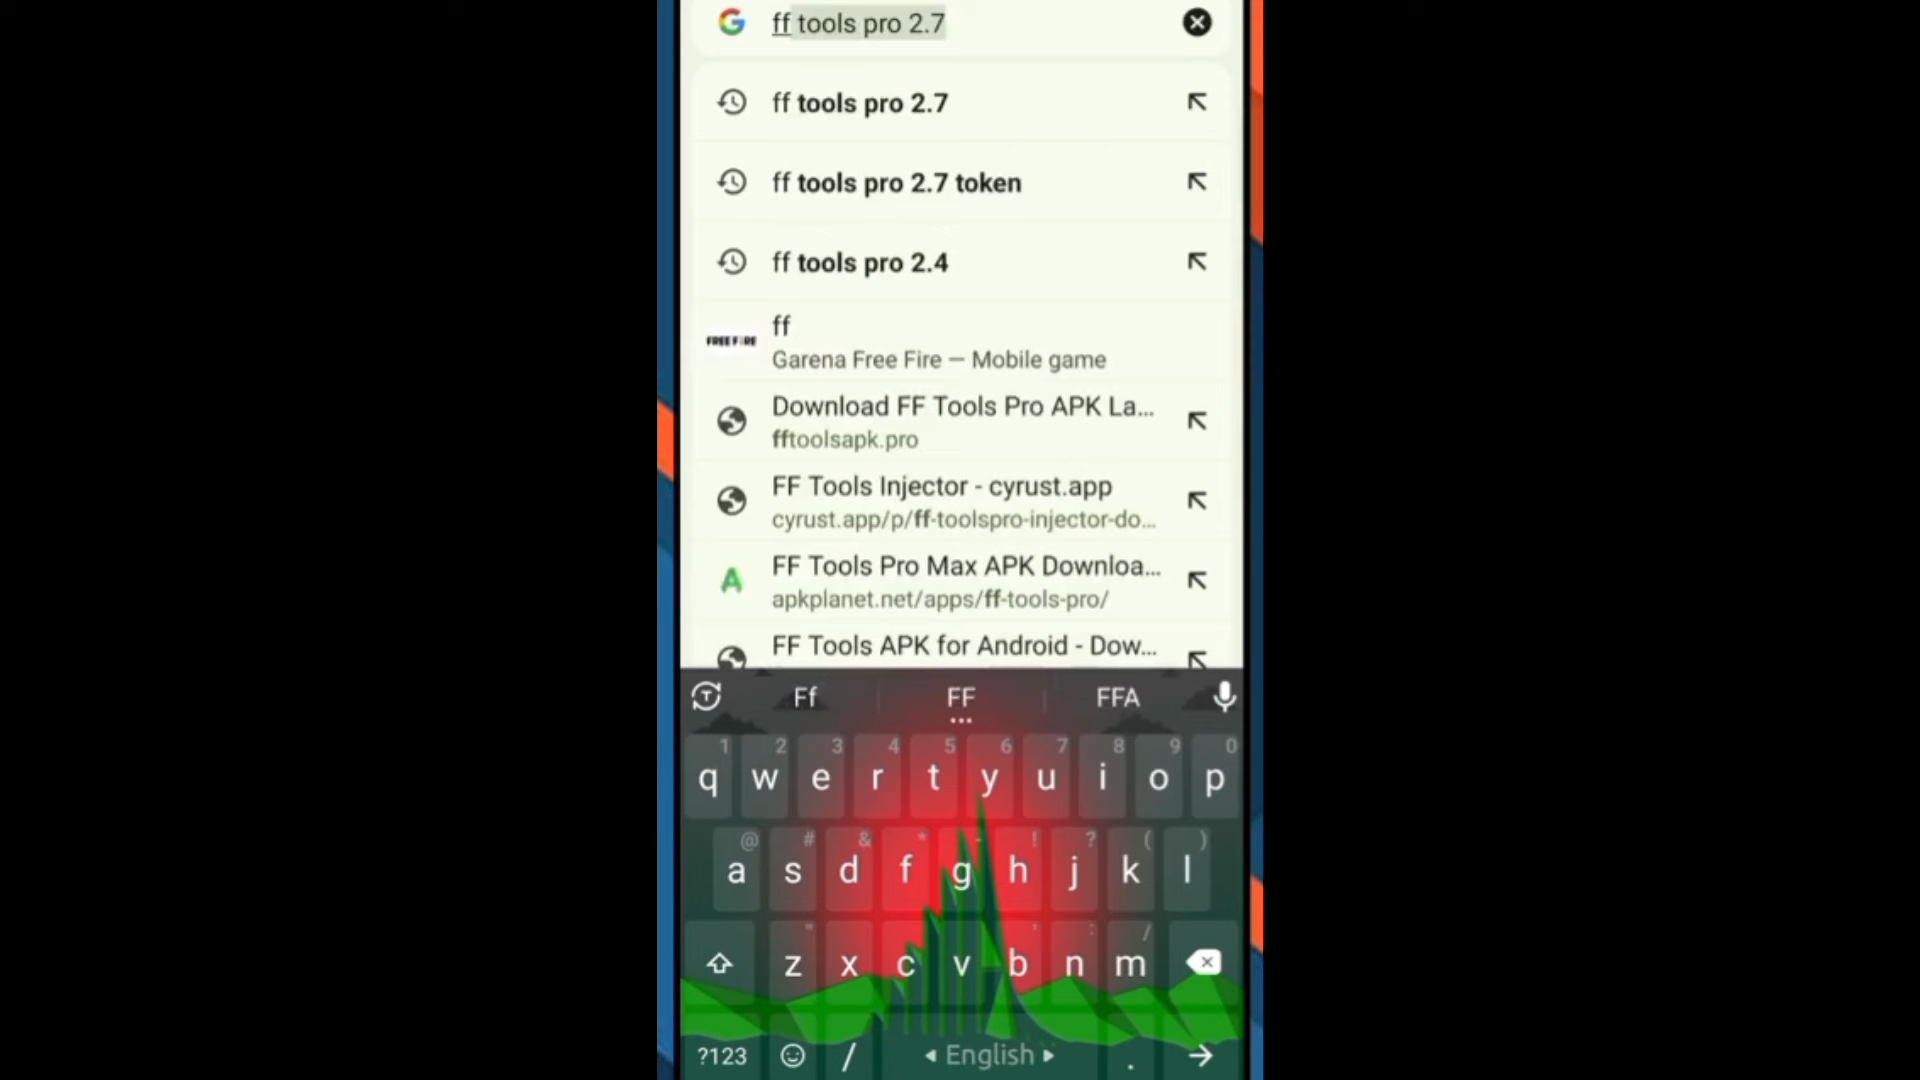 ff tools pro 2.7
ff tools pro 2.7
ff tools pro 2.7 token
ff tools pro 2.4
FREE FIRE
ff
Garena Free Fire — Mobile game
Download FF Tools Pro APK La...
fftoolsapk.pro
FF Tools Injector - cyrust.app
cyrust.app/p/ff-toolspro-injector-do...
FF Tools Pro Max APK Downloa...
apkplanet.net/apps/ff-tools-pro/
FF Tools APK for Android - Dow...
Ff FF FFA
1 2 3 4 5 6 7 8 9 0
q w e r t y u i o p
@ # & * - ! ? ( )
a s d f g h j k l
" ' : /
z x c v b n m
?123 / English .